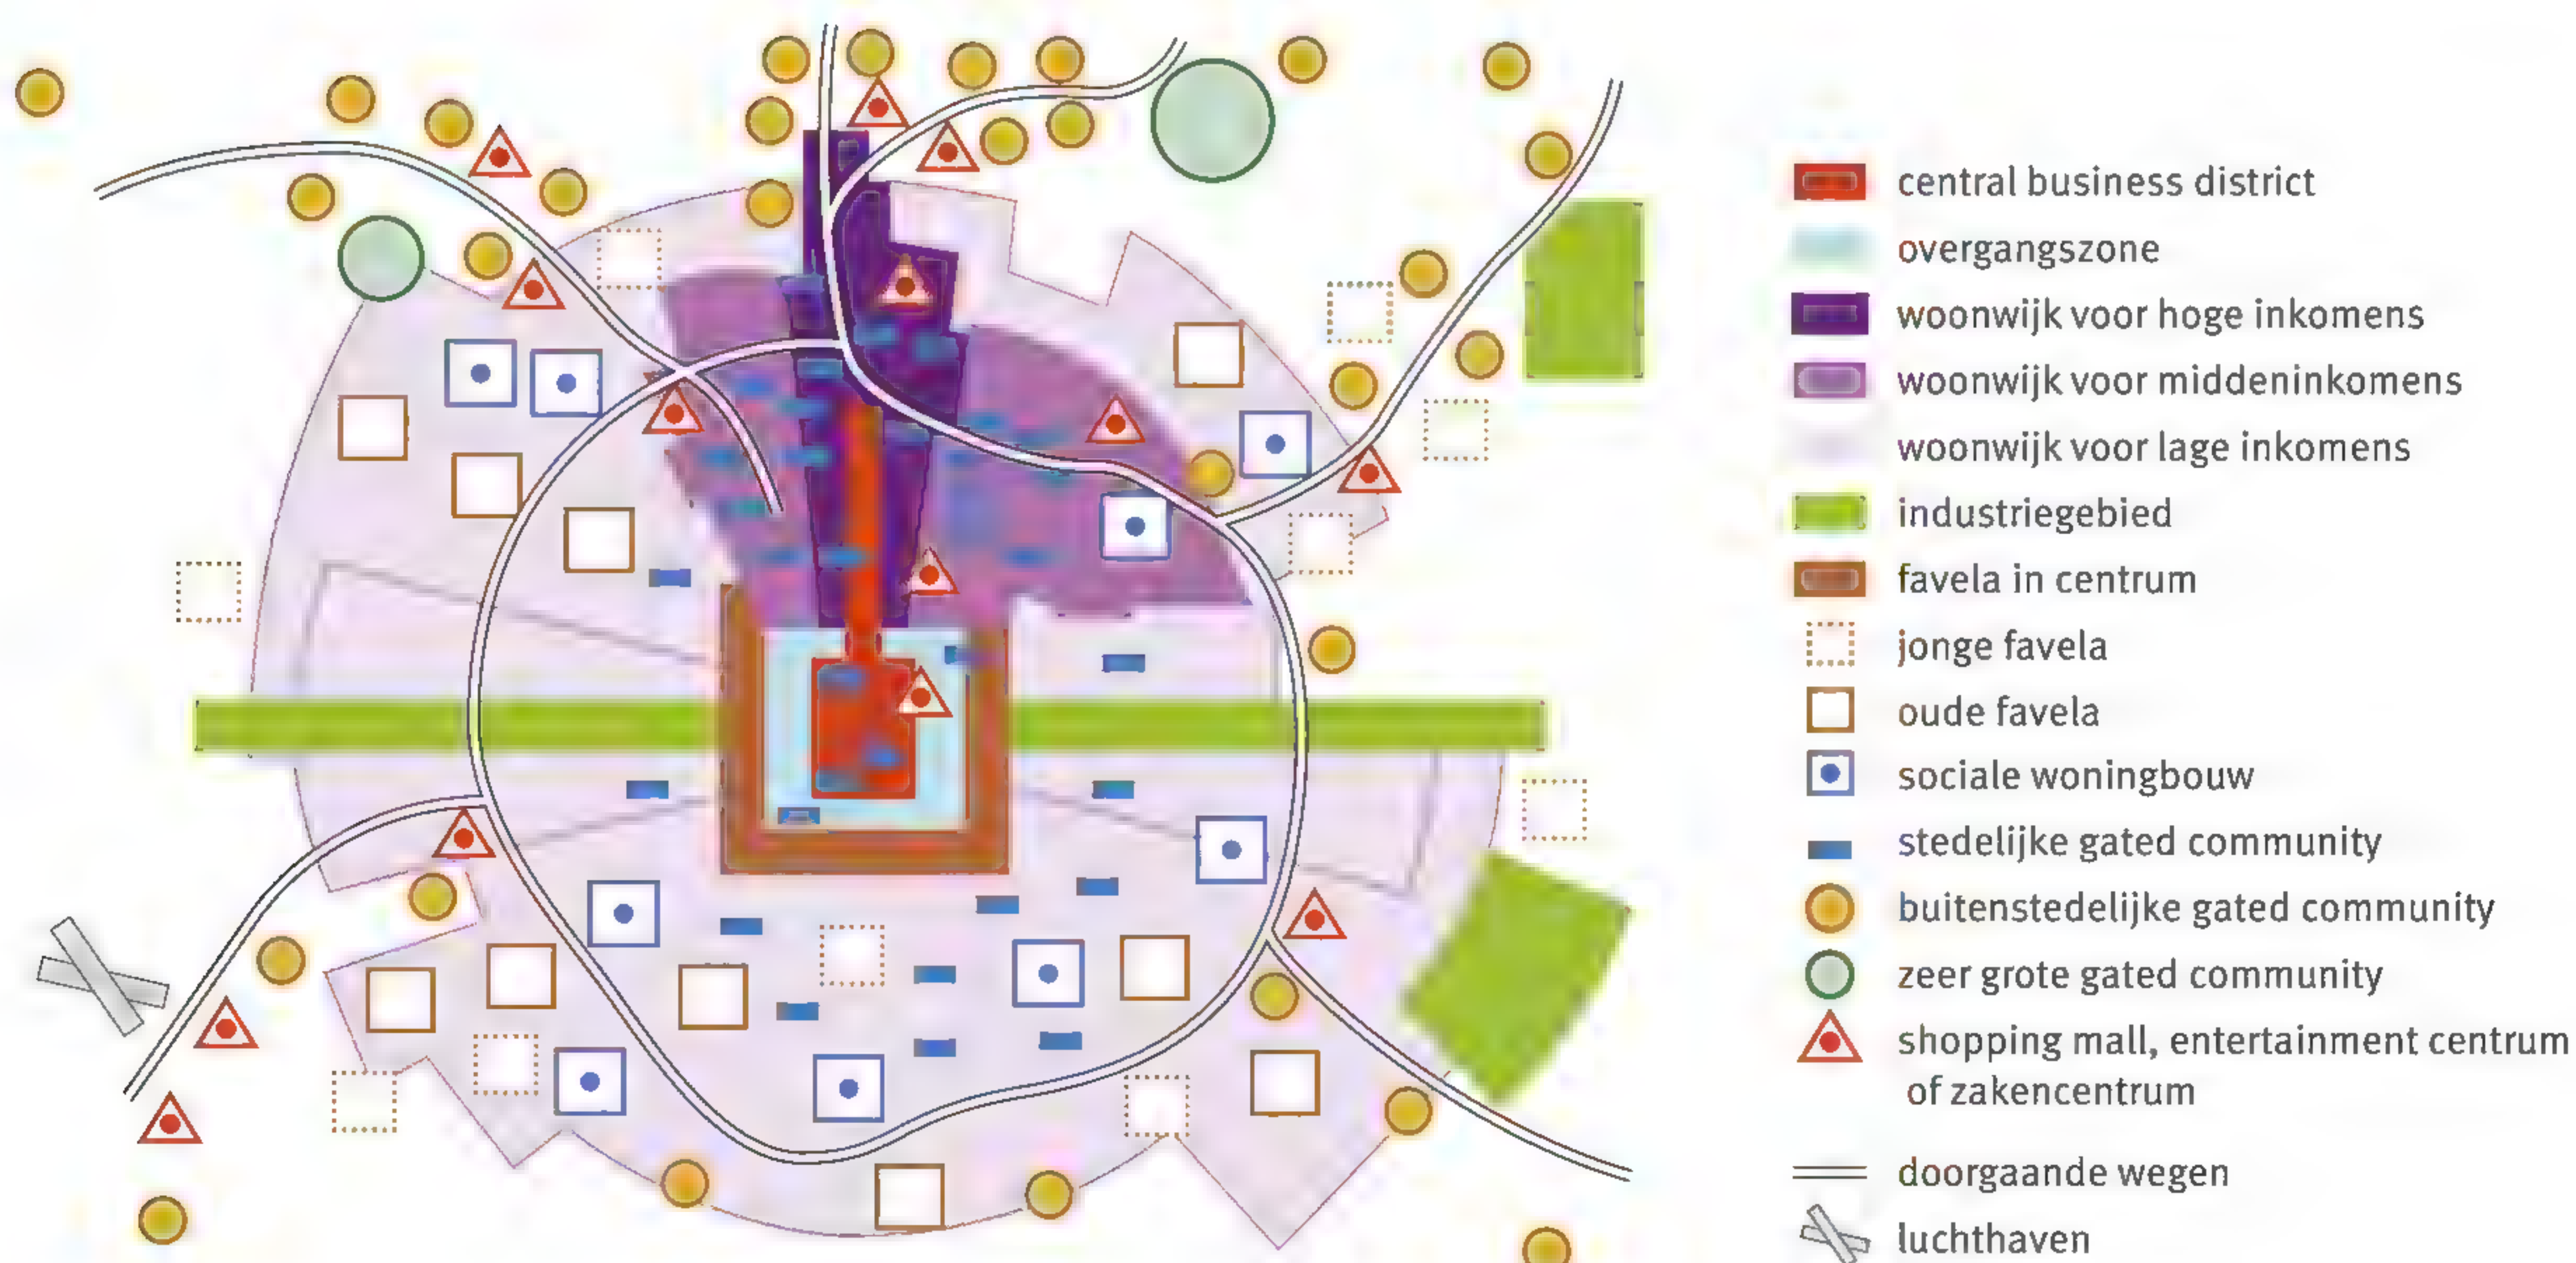 central business district
overgangszone
woonwijk voor hoge inkomens
woonwijk voor middeninkomens
woonwijk voor lage inkomens
industriegebied
favela in centrum
jonge favela
oude favela
sociale woningbouw
stedelijke gated community
buitenstedelijke gated community
zeer grote gated community
shopping mall, entertainment centrum
of zakencentrum
doorgaande wegen
luchthaven